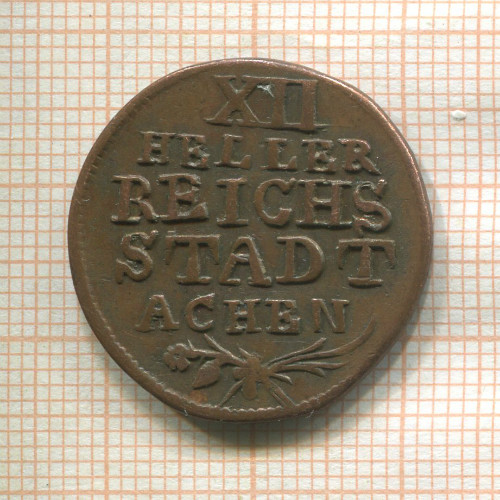 XII
HELLER
REICHS
STADT
ACHEN